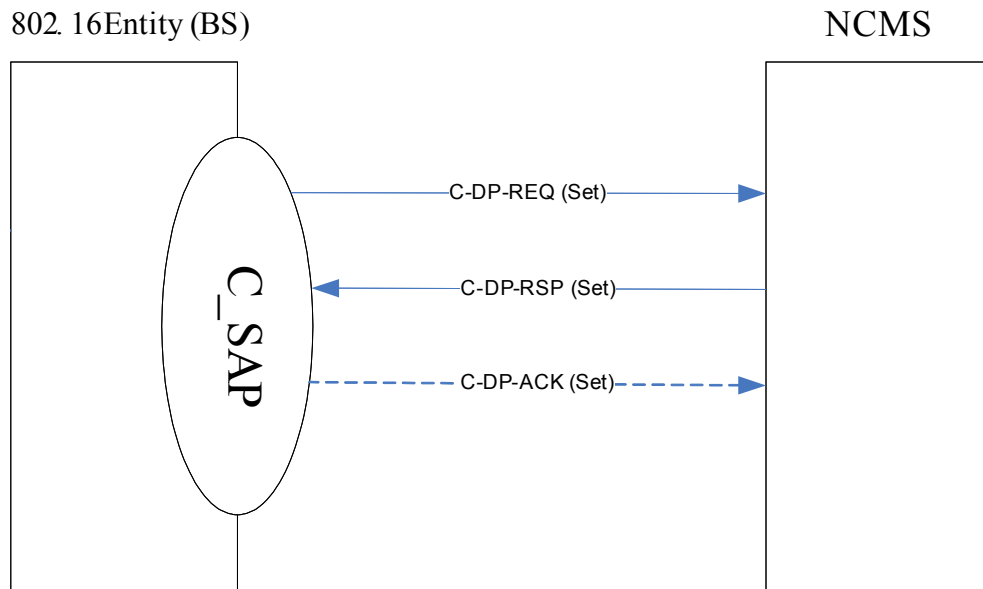 802. 16Entity (BS)
NCMS
C-DP-REQ (Set)
C-DP-RSP (Set)
C_SAP
C-DP-ACK (Set)